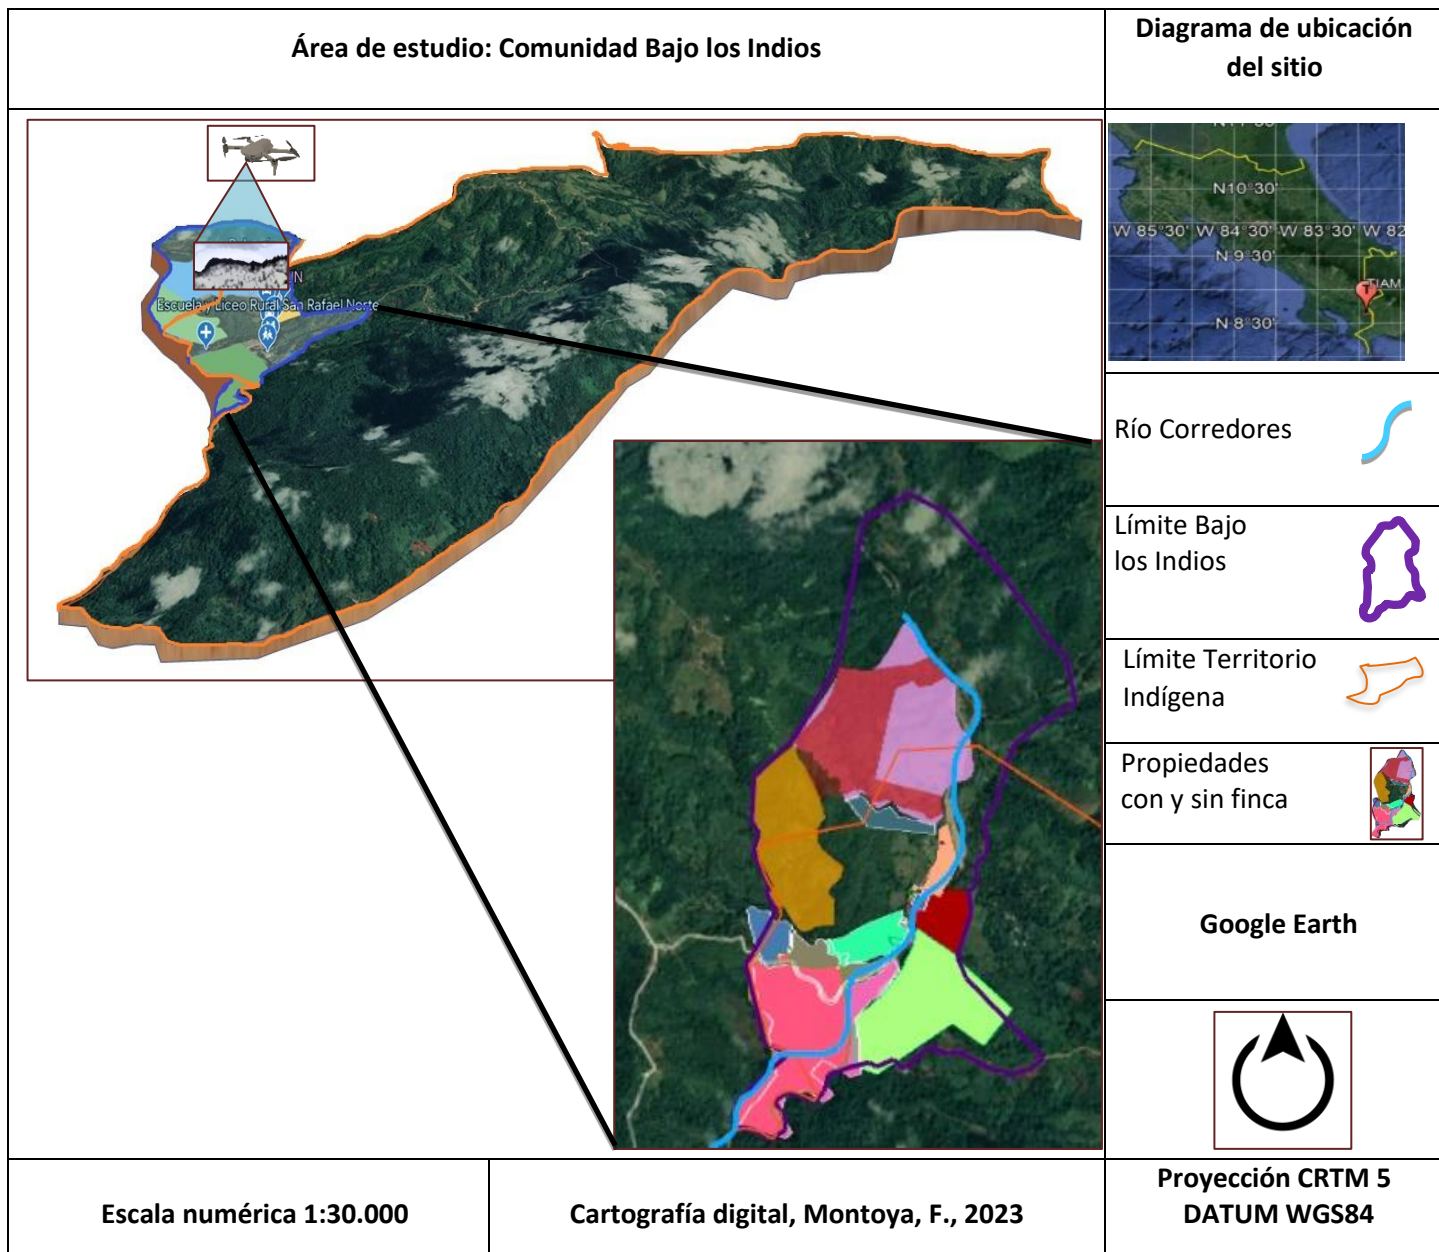 Área de estudio: Comunidad Bajo los Indios
Diagrama de ubicación
del sitio
Escuela y Liceo Rural San Rafael Norte
N10°30'
W 85°30' W 84°30' W 83°30' W 82
N 9°30'
TIAM
N 8°30'
Río Corredores
Límite Bajo
los Indios
Límite Territorio
Indígena
Propiedades
con y sin finca
Google Earth
Escala numérica 1:30.000
Cartografía digital, Montoya, F., 2023
Proyección CRTM 5
DATUM WGS84